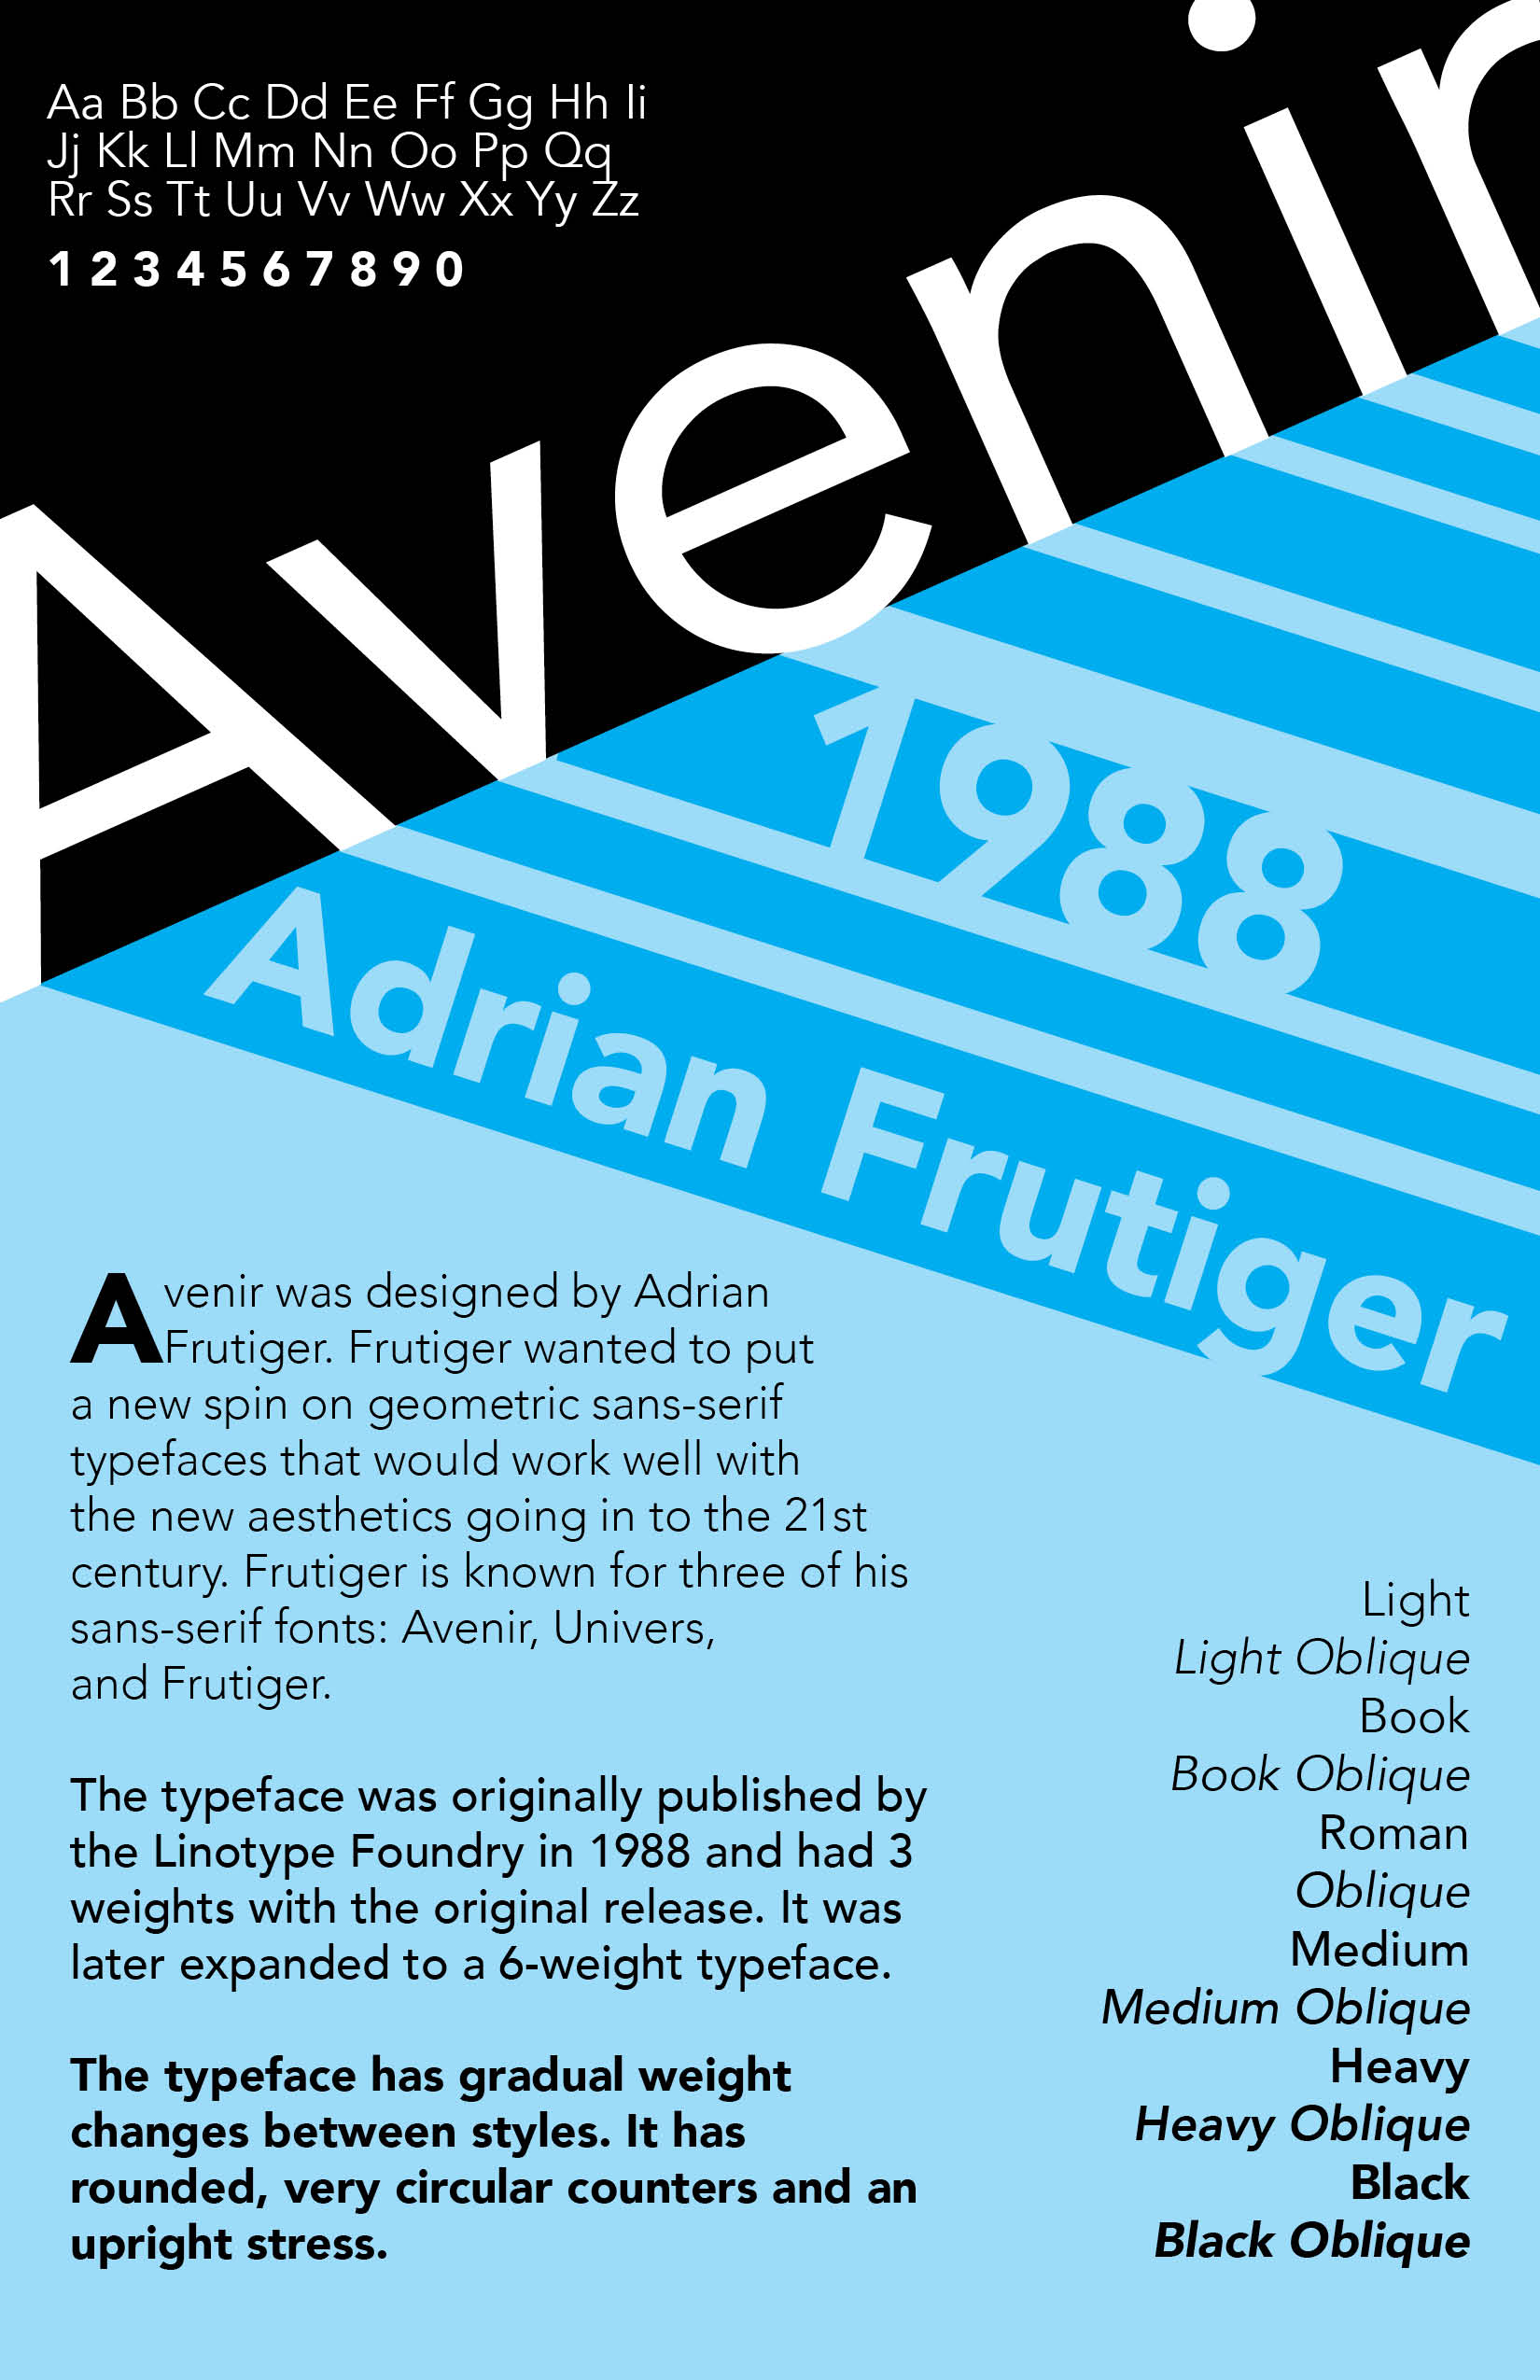 Aa Bb Cc Dd Ee Ff Gg Hh Ii
Jj Kk Ll Mm Nn Oo Pp Qq
Rr Ss Tt Uu Vv Ww Xx Yy Zz
1 2 3 4 5 6 7 8 9 0
Avenir
1988
Adrian Frutiger
Avenir was designed by Adrian
Frutiger. Frutiger wanted to put
a new spin on geometric sans-serif
typefaces that would work well with
the new aesthetics going in to the 21st
century. Frutiger is known for three of his
sans-serif fonts: Avenir, Univers,
and Frutiger.
The typeface was originally published by
the Linotype Foundry in 1988 and had 3
weights with the original release. It was
later expanded to a 6-weight typeface.
The typeface has gradual weight
changes between styles. It has
rounded, very circular counters and an
upright stress.
Light
Light Oblique
Book
Book Oblique
Roman
Oblique
Medium
Medium Oblique
Heavy
Heavy Oblique
Black
Black Oblique